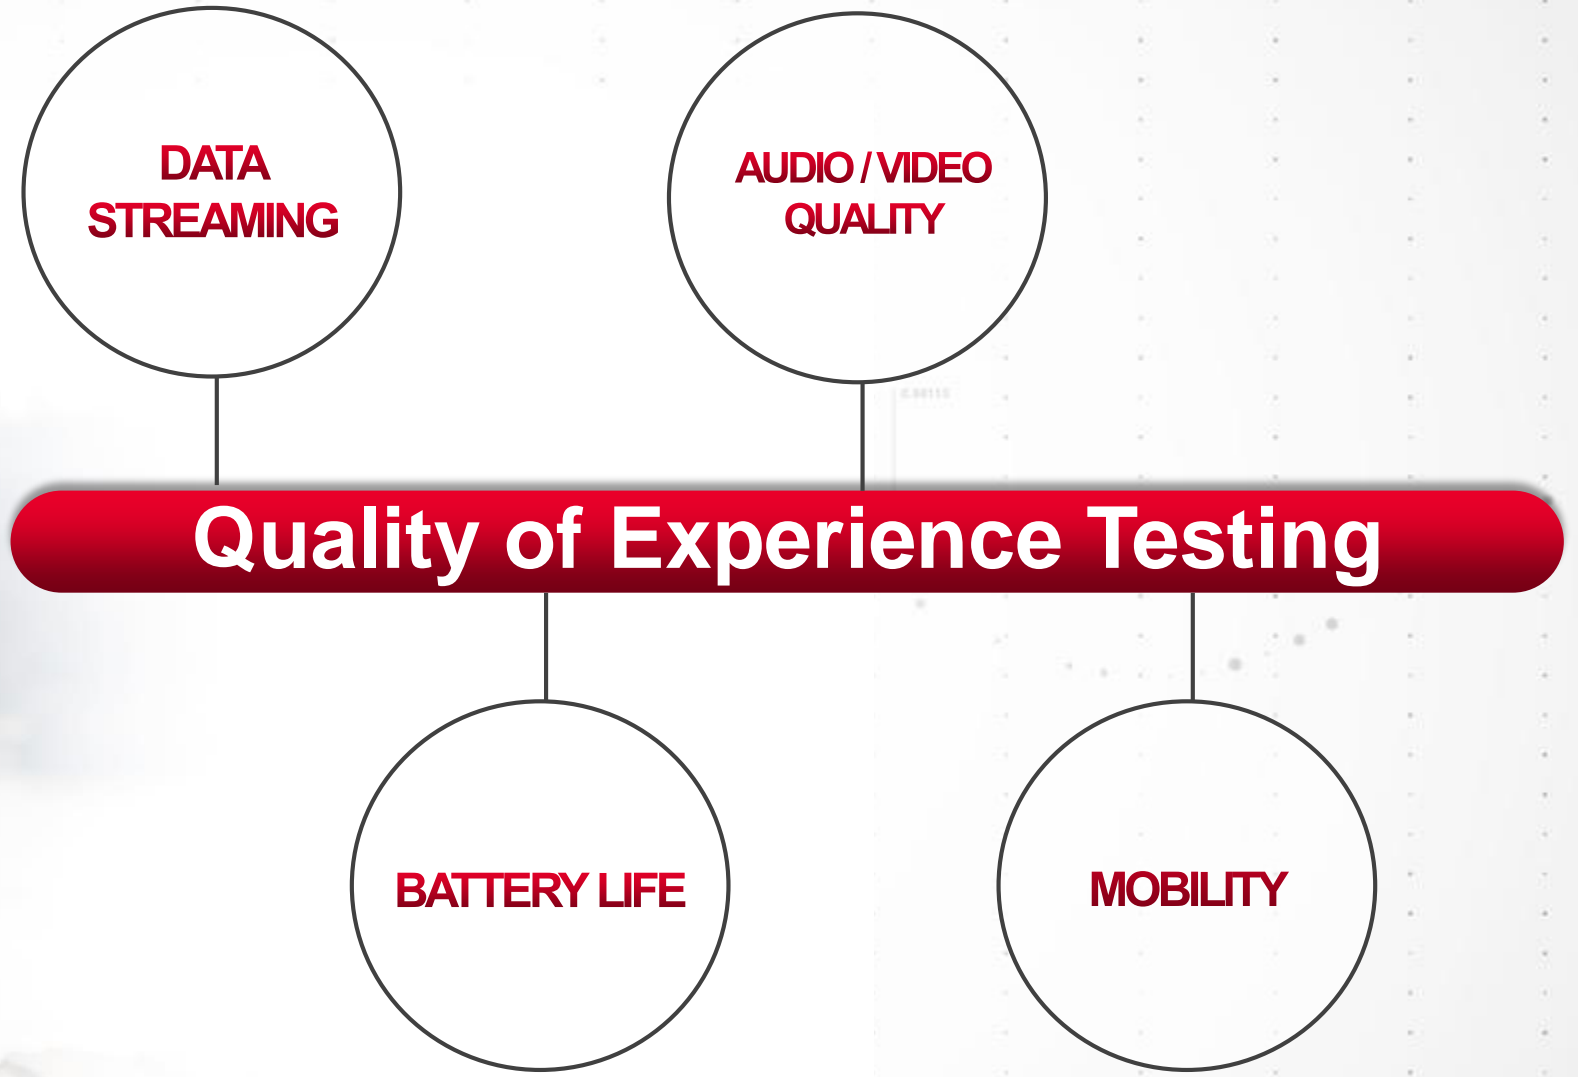 DATA
STREAMING
AUDIO / VIDEO
QUALITY
Quality of Experience Testing
BATTERY LIFE
MOBILITY